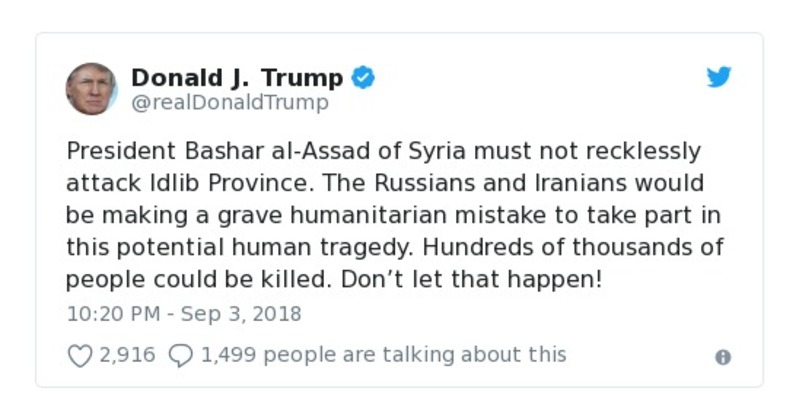 Donald J. Trump
@realDonaldTrump
President Bashar al-Assad of Syria must not recklessly
attack Idlib Province. The Russians and Iranians would
be making a grave humanitarian mistake to take part in
this potential human tragedy. Hundreds of thousands of
people could be killed. Don’t let that happen!
10:20 PM - Sep 3, 2018
2,916 1,499 people are talking about this